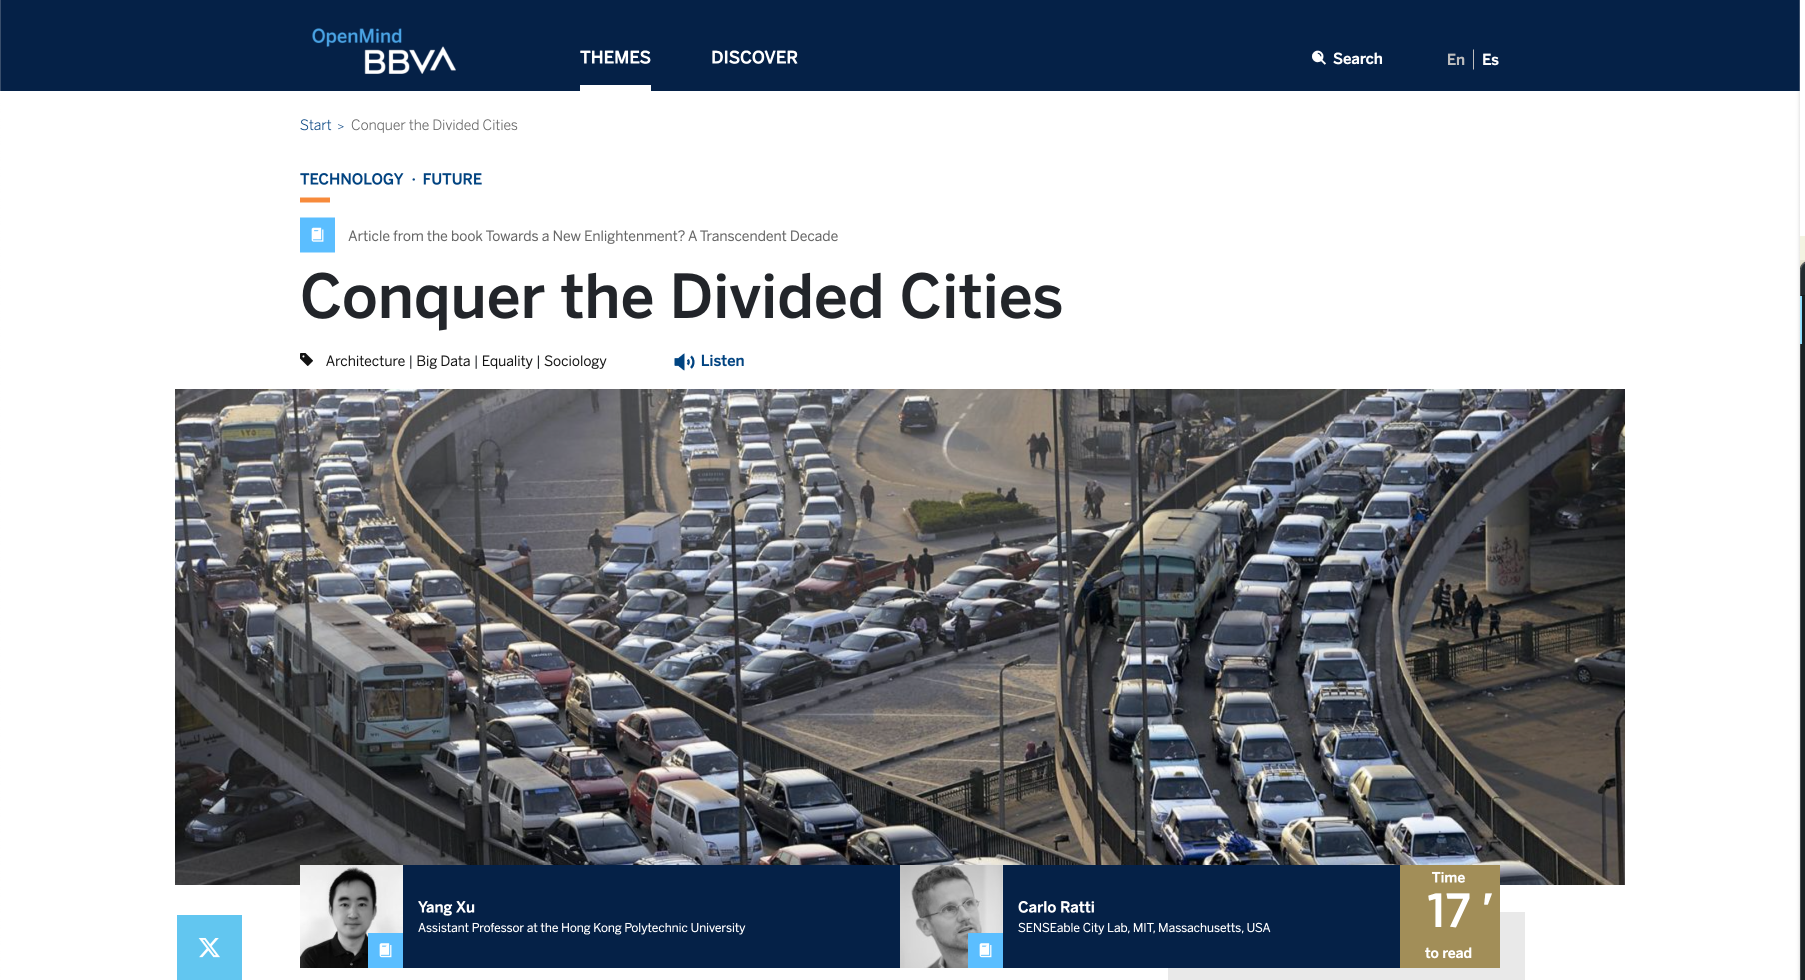 OpenMind
BBVA
THEMES
DISCOVER
Search
En | Es
Start > Conquer the Divided Cities
TECHNOLOGY · FUTURE
Article from the book Towards a New Enlightenment? A Transcendent Decade
Conquer the Divided Cities
Architecture | Big Data | Equality | Sociology
Listen
Yang Xu
Assistant Professor at the Hong Kong Polytechnic University
Carlo Ratti
SENSEable City Lab, MIT, Massachusetts, USA
Time
17 ’
to read